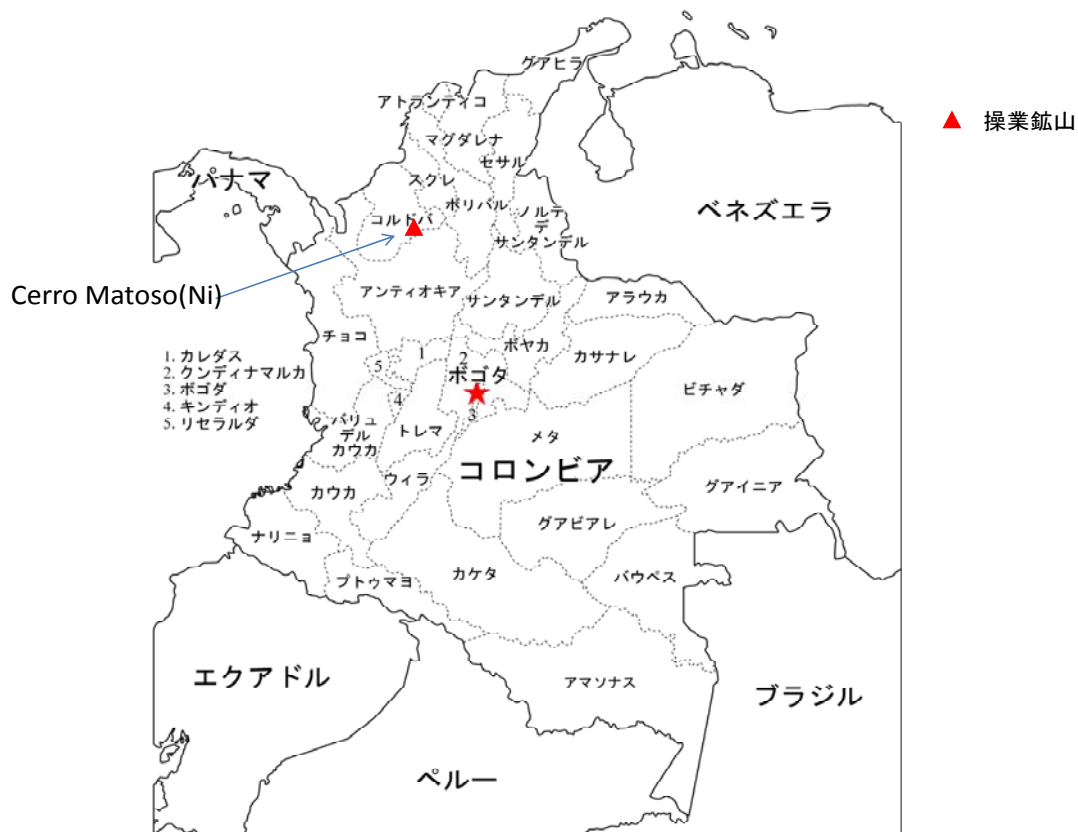 グアヒラ
アトランティコ
▲ 操業鉱山
マグダレナ
セサル
パナマ
スクレ
ボリバル
ノルテ
デ
サンタンデル
ベネズエラ
コルドバ
Cerro Matoso(Ni)
アンティオキア
サンタンデル
アラウカ
チョコ
ボヤカ
カサナレ
1
2
5
ボゴタ
4
3
1. カレダス
2. クンディナマルカ
3. ボゴダ
4. キンディオ
5. リセラルダ
ビチャダ
バリュ
デル
カウカ
トレマ
メタ
コロンビア
ウィラ
カウカ
グアイニア
グアビアレ
ナリニョ
プトゥマヨ
カケタ
バウペス
エクアドル
アマソナス
ブラジル
ペルー